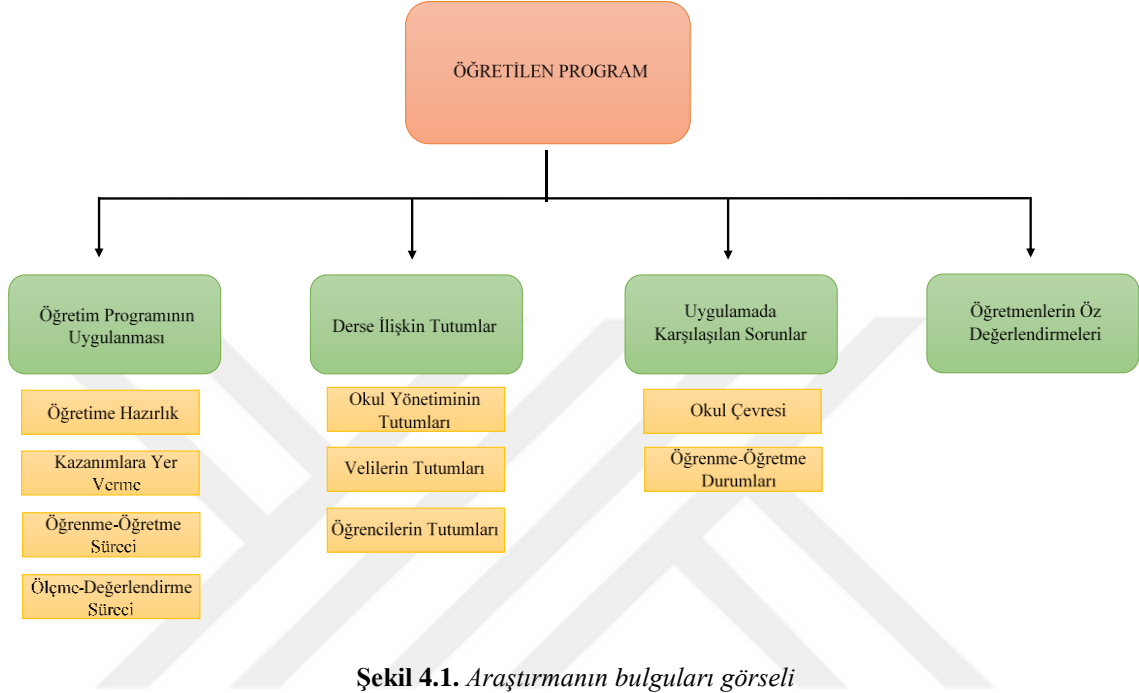 ÖĞRETİLEN PROGRAM
Öğretim Programının
Uygulanması
Öğretime Hazırlık
Kazanımlara Yer
Verme
Öğrenme-Öğretme
Süreci
Ölçme-Değerlendirme
Süreci
Derse İlişkin Tutumlar
Okul Yönetiminin
Tutumları
Velilerin Tutumları
Öğrencilerin Tutumları
Uygulamada
Karşılaşılan Sorunlar
Okul Çevresi
Öğrenme-Öğretme
Durumları
Öğretmenlerin Öz
Değerlendirmeleri
Şekil 4.1. Araştırmanın bulguları görseli